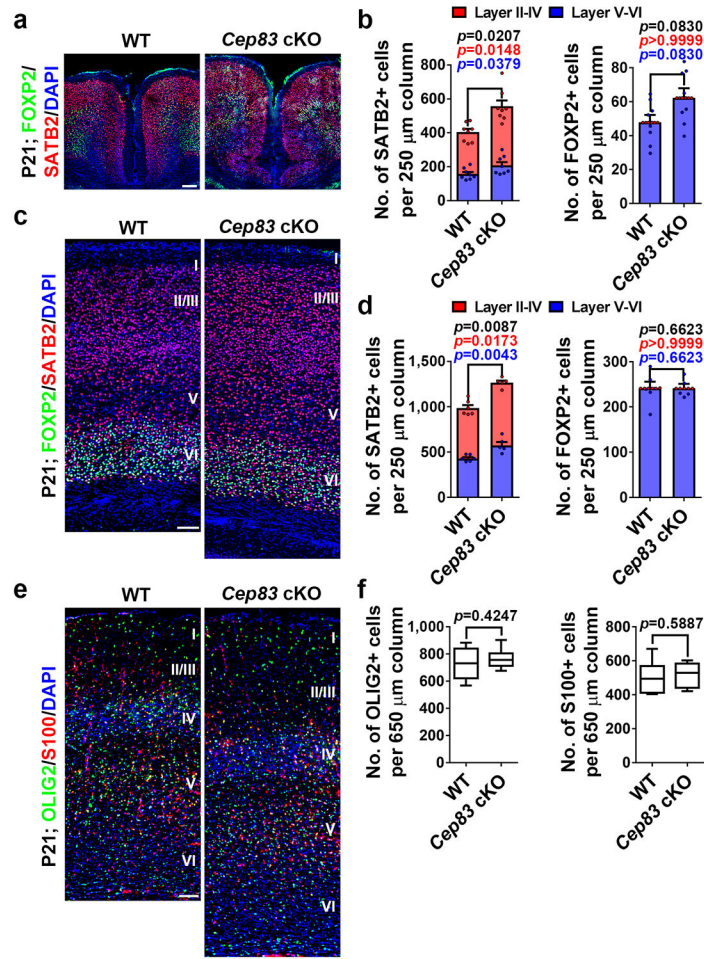 a
WT
Cep83 cKO
P21; FOXP2/
SATB2/DAPI
b
Layer II-IV
Layer V-VI
p=0.0207
p=0.0148
p=0.0379
No. of SATB2+ cells
per 250 μm column
800
600
400
200
0
WT
Cep83 cKO
p=0.0830
p>0.9999
p=0.0830
No. of FOXP2+ cells
per 250 μm column
100
80
60
40
20
0
WT
Cep83 cKO
c
WT
Cep83 cKO
P21; FOXP2/SATB2/DAPI
I
II/III
V
VI
I
II/III
V
VI
d
Layer II-IV
Layer V-VI
p=0.0087
p=0.0173
p=0.0043
No. of SATB2+ cells
per 250 μm column
1,500
1,000
500
0
WT
Cep83 cKO
p=0.6623
p>0.9999
p=0.6623
No. of FOXP2+ cells
per 250 μm column
300
200
100
0
WT
Cep83 cKO
e
WT
Cep83 cKO
P21; OLIG2/S100/DAPI
I
II/III
IV
V
VI
I
II/III
IV
V
VI
f
p=0.4247
No. of OLIG2+ cells
per 650 μm column
1,000
800
600
400
200
0
WT
Cep83 cKO
p=0.5887
No. of S100+ cells
per 650 μm column
800
600
400
200
0
WT
Cep83 cKO